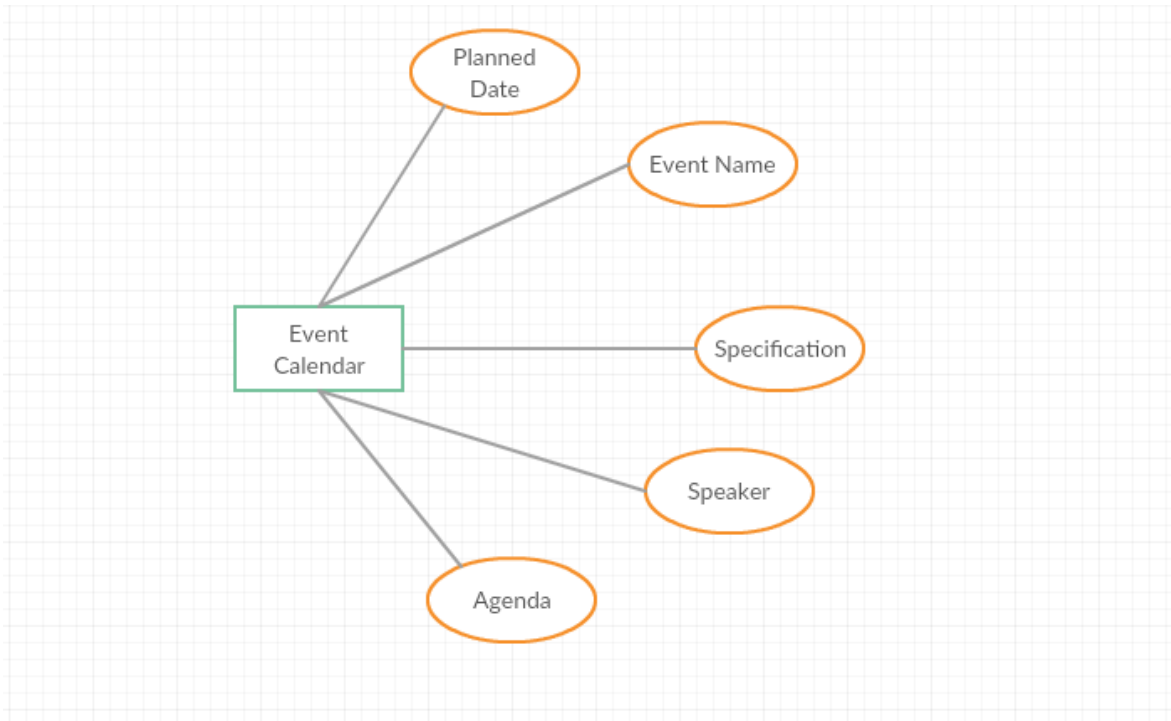 Planned
Date
Event Name
Event
Calendar
Specification
Speaker
Agenda